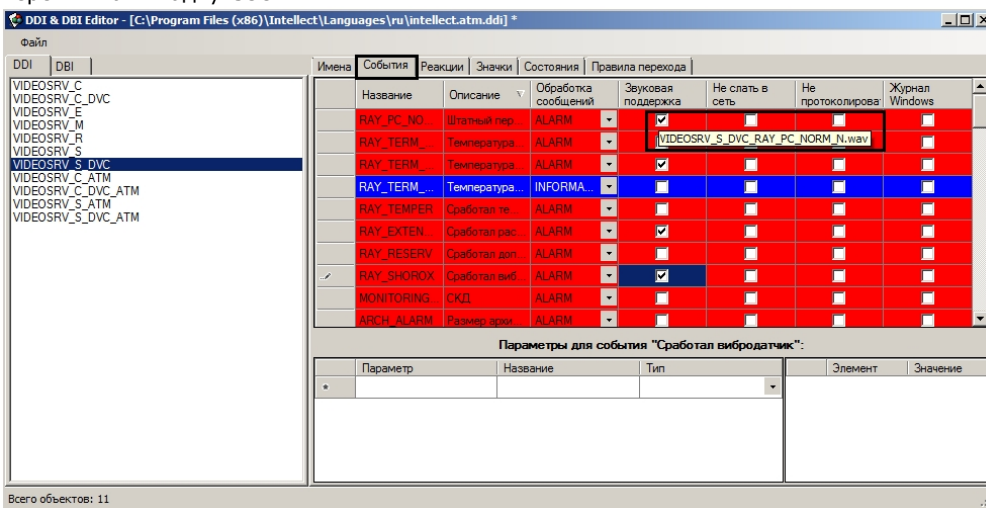 DDI & DBI Editor - [C:\Program Files (x86)\Intellect\Languages\ru\intellect.atm.ddi] *
Файл
DDI DBI
VIDEOSRV_C
VIDEOSRV_C_DVC
VIDEOSRV_E
VIDEOSRV_M
VIDEOSRV_R
VIDEOSRV_S
VIDEOSRV_S_DVC
VIDEOSRV_C_ATM
VIDEOSRV_C_DVC_ATM
VIDEOSRV_S_ATM
VIDEOSRV_S_DVC_ATM
Имена События Реакции Значки Состояния Правила перехода
Название Описание Обработка сообщений Звуковая поддержка Не слать в сеть Не протоколирова Журнал Windows
RAY_PC_NO... Штатный пер... ALARM
RAY_TERM_... Температура... ALARM
VIDEOSRV_S_DVC_RAY_PC_NORM_N.wav
RAY_TERM_... Температура... ALARM
RAY_TERM_... Температура... INFORMA...
RAY_TEMPER Сработал те... ALARM
RAY_EXTEN... Сработал рас... ALARM
RAY_RESERV Сработал доп... ALARM
RAY_SHOROX Сработал виб... ALARM
MONITORING... СКД ALARM
ARCH_ALARM Размер архи... ALARM
Параметры для события "Сработал вибродатчик":
Параметр Название Тип
Элемент Значение
Всего объектов: 11